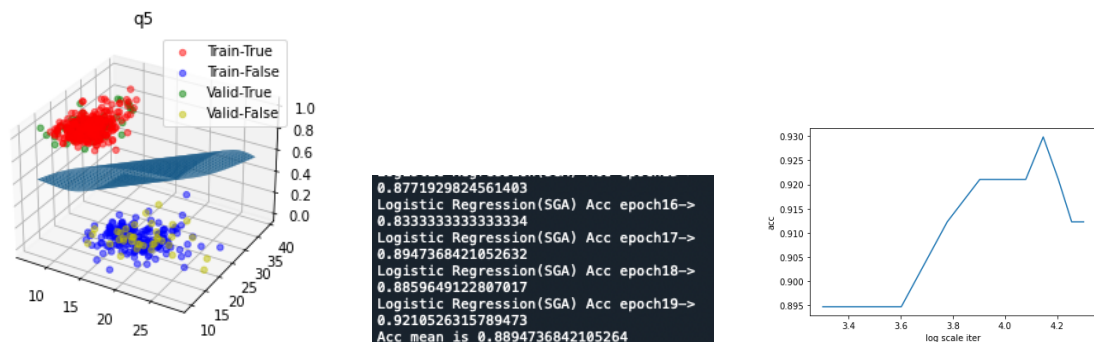 q5
Train-True
Train-False
Valid-True
Valid-False
1.0
0.8
0.6
0.4
0.2
0.0
40
35
30
25
20
15
10
10
15
20
25
0.8771929824561403
Logistic Regression(SGA) Acc epoch16->
0.8333333333333334
Logistic Regression(SGA) Acc epoch17->
0.8947368421052632
Logistic Regression(SGA) Acc epoch18->
0.8859649122807017
Logistic Regression(SGA) Acc epoch19->
0.9210526315789473
Acc mean is 0.8894736842105264
0.930
0.925
0.920
0.915
0.910
0.905
0.900
0.895
acc
3.4
3.6
3.8
4.0
4.2
log scale iter